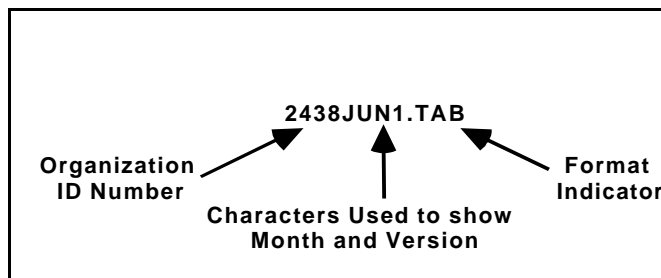 2438JUN1.TAB
Organization
ID Number
Characters Used to show
Month and Version
Format
Indicator